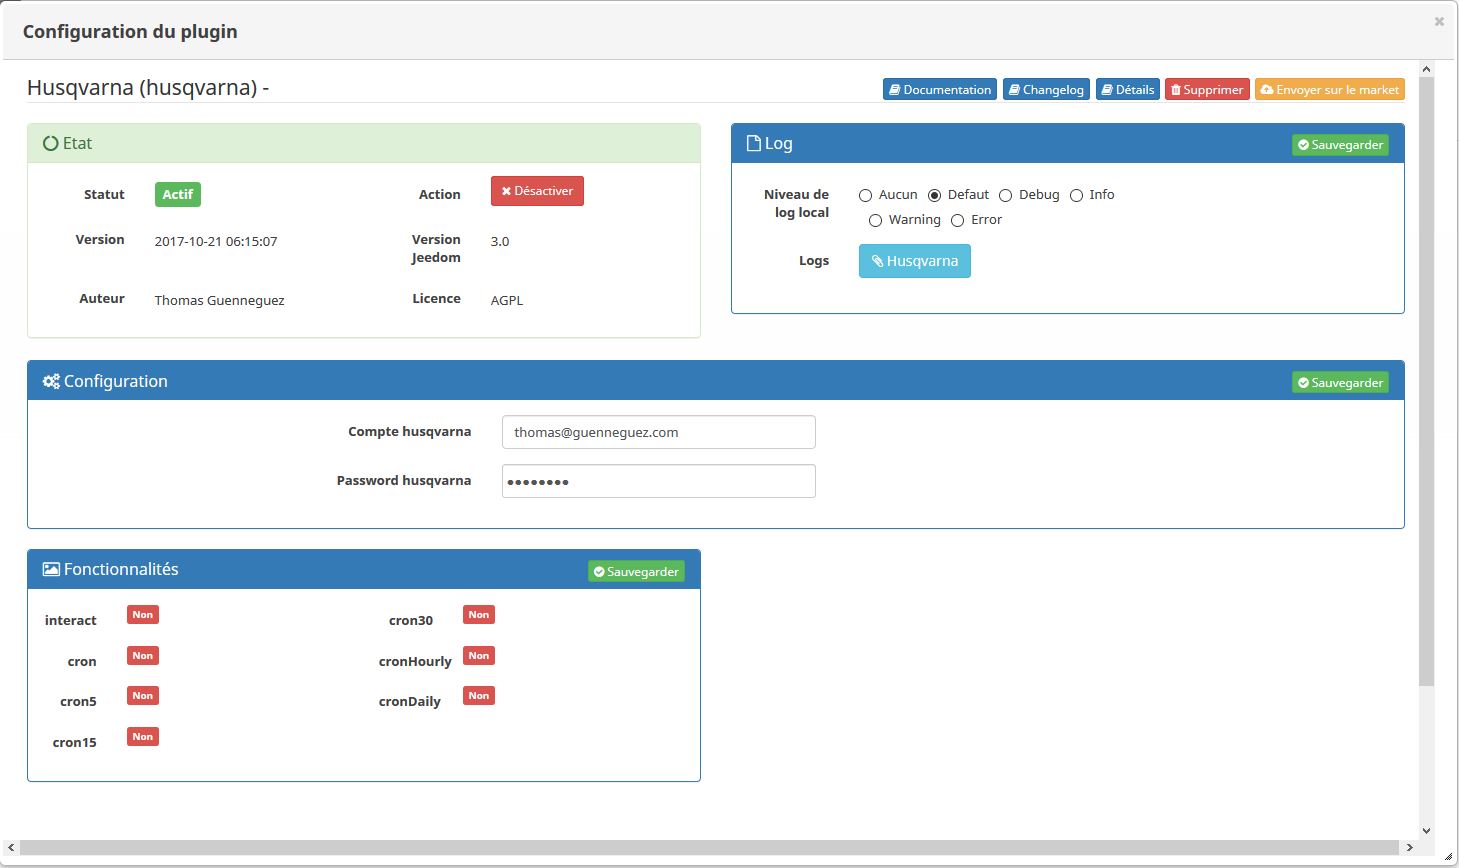 Configuration du plugin
Husqvarna (husqvarna) -
Documentation Changelog Détails Supprimer Envoyer sur le market
Etat
Statut Actif Action Désactiver
Version 2017-10-21 06:15:07 Version Jeedom 3.0
Auteur Thomas Guenneguez Licence AGPL
Log Sauvegarder
Niveau de log local Aucun Defaut Debug Info
Warning Error
Logs Husqvarna
Configuration Sauvegarder
Compte husqvarna thomas@guenneguez.com
Password husqvarna ••••••••
Fonctionnalités Sauvegarder
interact Non cron30 Non
cron Non cronHourly Non
cron5 Non cronDaily Non
cron15 Non